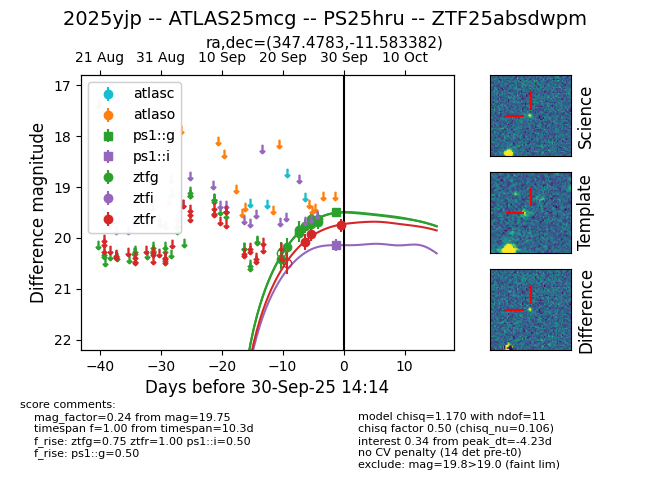 2025yjp -- ATLAS25mcg -- PS25hru -- ZTF25absdwpm
ra,dec=(347.4783,-11.583382)
21 Aug 31 Aug 10 Sep 20 Sep 30 Sep 10 Oct
17
18
19
20
21
22
Difference magnitude
atlasc
atlaso
ps1::g
ps1::i
ztfg
ztfi
ztfr
−40 −30 −20 −10 0 10
Days before 30-Sep-25 14:14
Science
Template
Difference
score comments:
mag_factor=0.24 from mag=19.75
timespan f=1.00 from timespan=10.3d
f_rise: ztfg=0.75 ztfr=1.00 ps1::i=0.50
f_rise: ps1::g=0.50
model chisq=1.170 with ndof=11
chisq factor 0.50 (chisq_nu=0.106)
interest 0.34 from peak_dt=-4.23d
no CV penalty (14 det pre-t0)
exclude: mag=19.8>19.0 (faint lim)